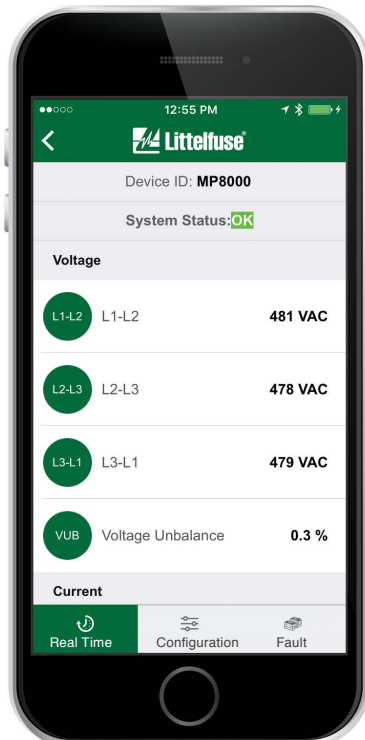 12:55 PM
Littelfuse®
Device ID: MP8000
System Status:OK
Voltage
L1-L2 L1-L2 481 VAC
L2-L3 L2-L3 478 VAC
L3-L1 L3-L1 479 VAC
VUB Voltage Unbalance 0.3 %
Current
Real Time Configuration Fault